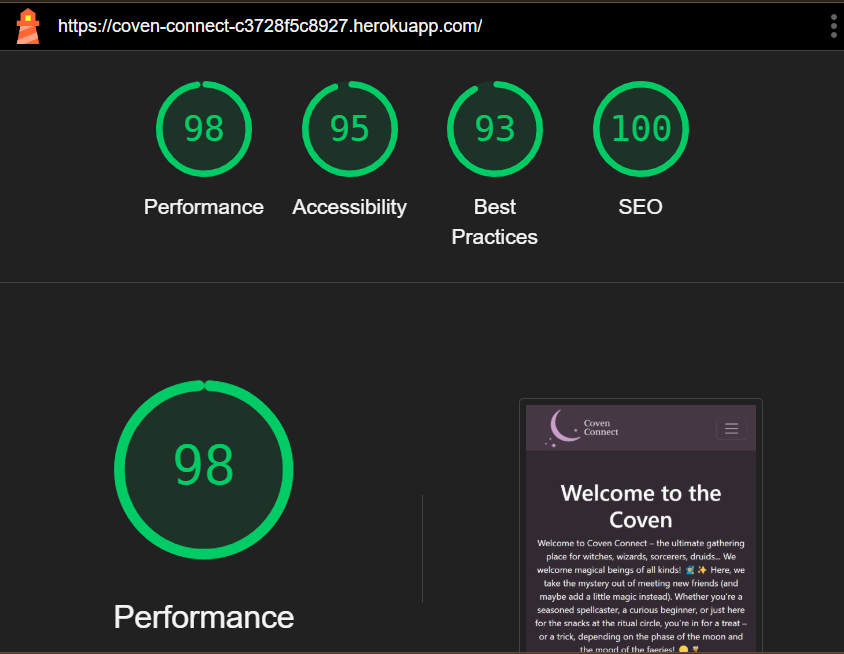 https://coven-connect-c3728f5c8927.herokuapp.com/
98
95
93
100
Performance
Accessibility
Best
Practices
SEO
98
Performance
Coven
Connect
Welcome to the
Coven
Welcome to Coven Connect – the ultimate gathering
place for witches, wizards, sorcerers, druids... We
welcome magical beings of all kinds! 🧙‍♂️ ✨ Here, we
take the mystery out of meeting new friends (and
maybe add a little magic instead). Whether you're a
seasoned spellcaster, a curious beginner, or just here
for the snacks at the ritual circle, you're in for a treat –
or a trick, depending on the phase of the moon and
the mood of the faeries!